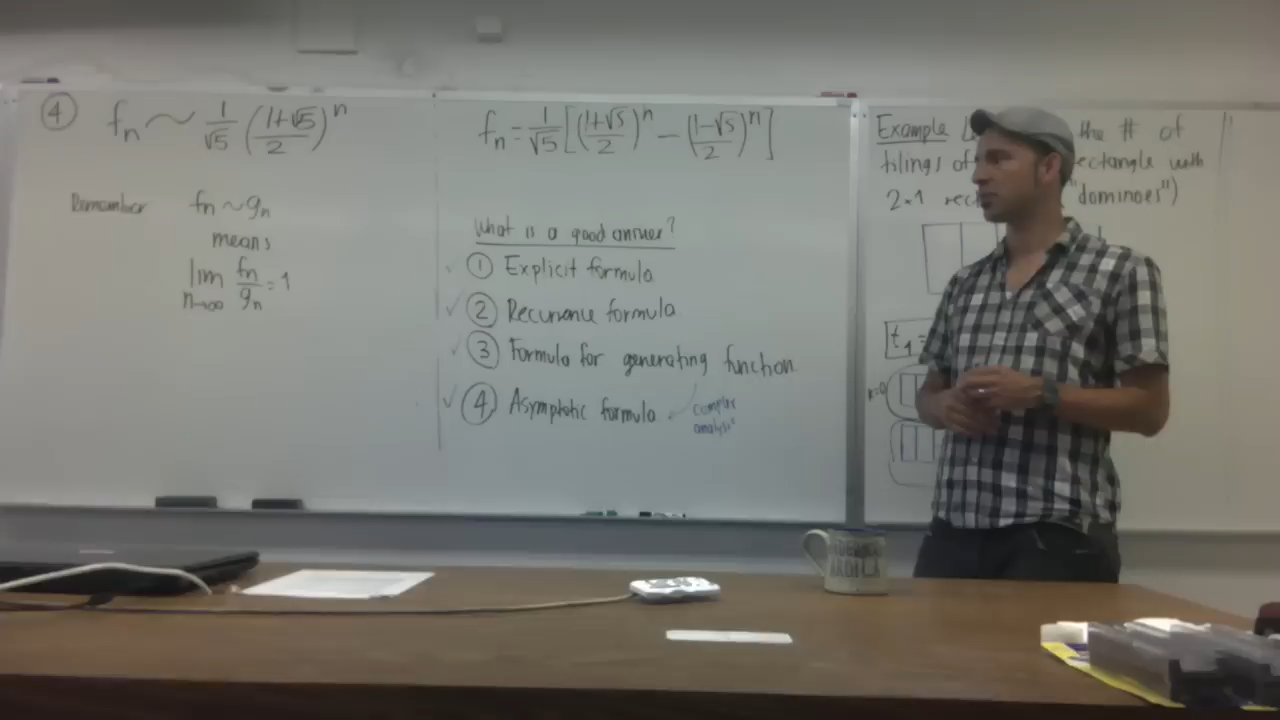 ④ fn ~ 1/√5 ((1+√5)/2)^n
Remember fn ~ gn
means
lim n→∞ fn/gn = 1
fn = 1/√5 [((1+√5)/2)^n - ((1-√5)/2)^n]
What is a good answer?
① Explicit formula
✓ ② Recurrence formula
✓ ③ Formula for generating function
✓ ④ Asymptotic formula
complex
analysis
Example the # of
tilings of rectangle with
2×1 "dominoes")
t4 =
ARDILA